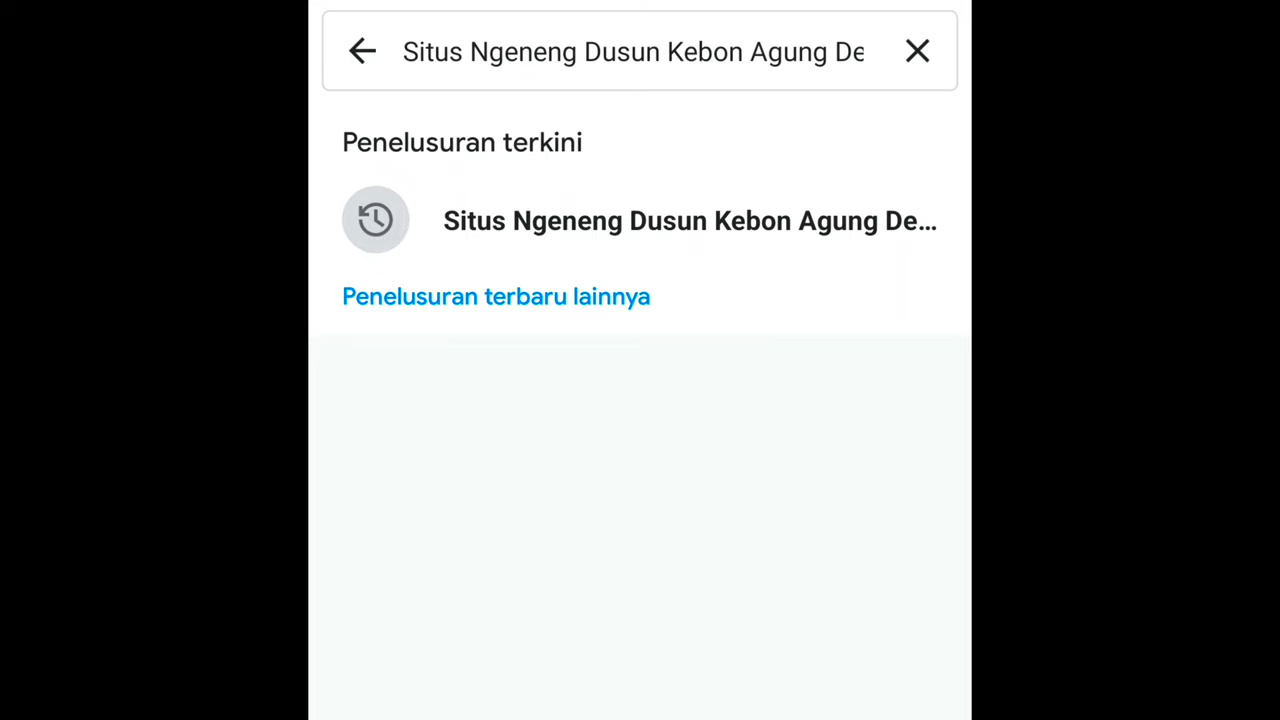 Situs Ngeneng Dusun Kebon Agung De
Penelusuran terkini
Situs Ngeneng Dusun Kebon Agung De...
Penelusuran terbaru lainnya